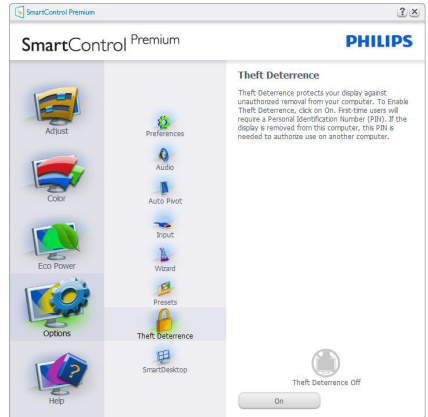 SmartControl Premium
? ×
SmartControl Premium
PHILIPS
Adjust
Color
Eco Power
Options
Help
Preferences
Audio
Auto Pivot
Input
Wizard
Presets
Theft Deterrence
SmartDesktop
Theft Deterrence
Theft Deterrence protects your display against
unauthorized removal from your computer. To Enable
Theft Deterrence, click on On. First-time users will
require a Personal Identification Number (PIN). If the
display is removed from this computer, this PIN is
needed to authorize use on another computer.
Theft Deterrence Off
On